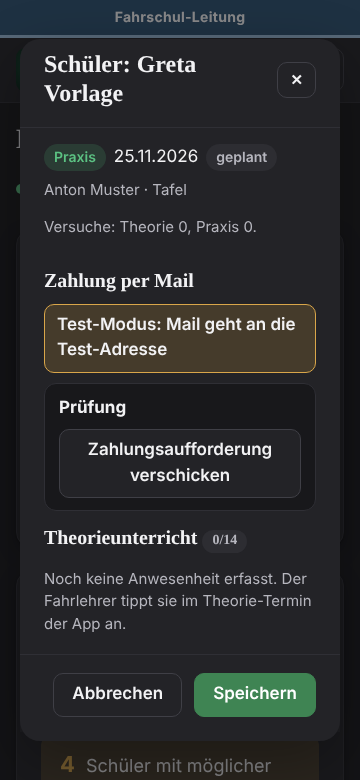 Fahrschul-Leitung
Schüler: Greta
Vorlage
×
Praxis 25.11.2026 geplant
Anton Muster · Tafel
Versuche: Theorie 0, Praxis 0.
Zahlung per Mail
Test-Modus: Mail geht an die
Test-Adresse
Prüfung
Zahlungsaufforderung
verschicken
Theorieunterricht 0/14
Noch keine Anwesenheit erfasst. Der
Fahrlehrer tippt sie im Theorie-Termin
der App an.
Abbrechen Speichern
4 Schüler mit möglicher